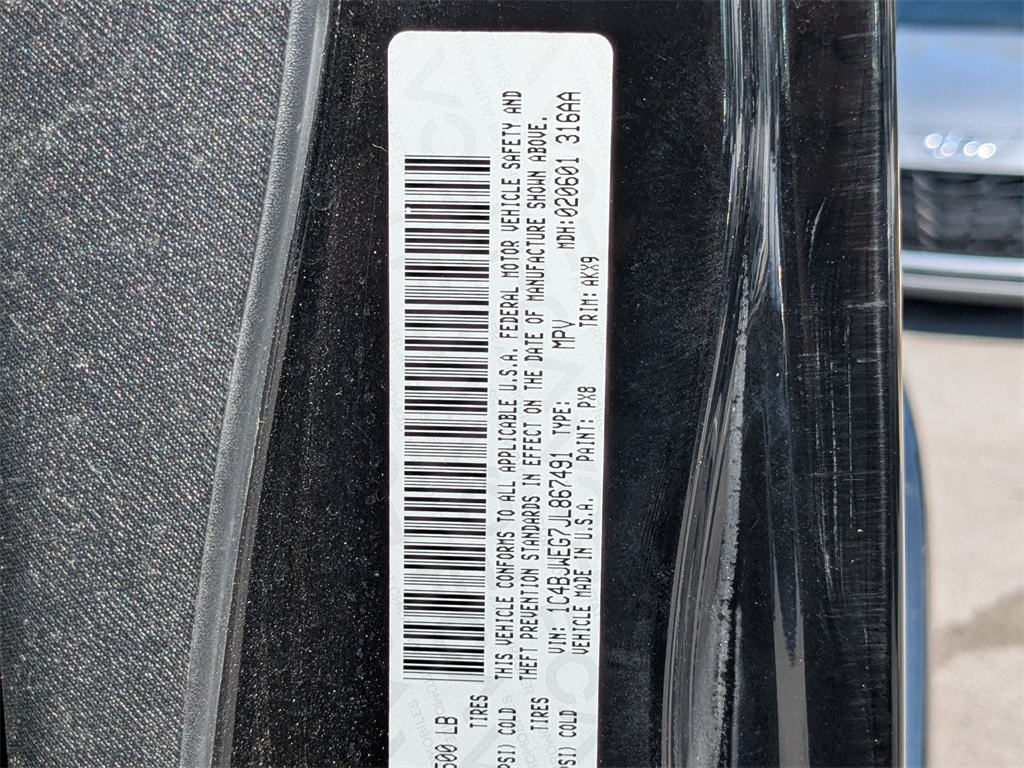 500 LB
TIRES
PSI) COLD
THIS VEHICLE CONFORMS TO ALL APPLICABLE U.S.A. FEDERAL MOTOR VEHICLE SAFETY AND
THEFT PREVENTION STANDARDS IN EFFECT ON THE DATE OF MANUFACTURE SHOWN ABOVE.
TIRES
VIN: 1C4BJWEG7JL867491 TYPE: MPV MDH:020601 316AA
PSI) COLD
VEHICLE MADE IN U.S.A. PAINT: PX8 TRIM: AKX9